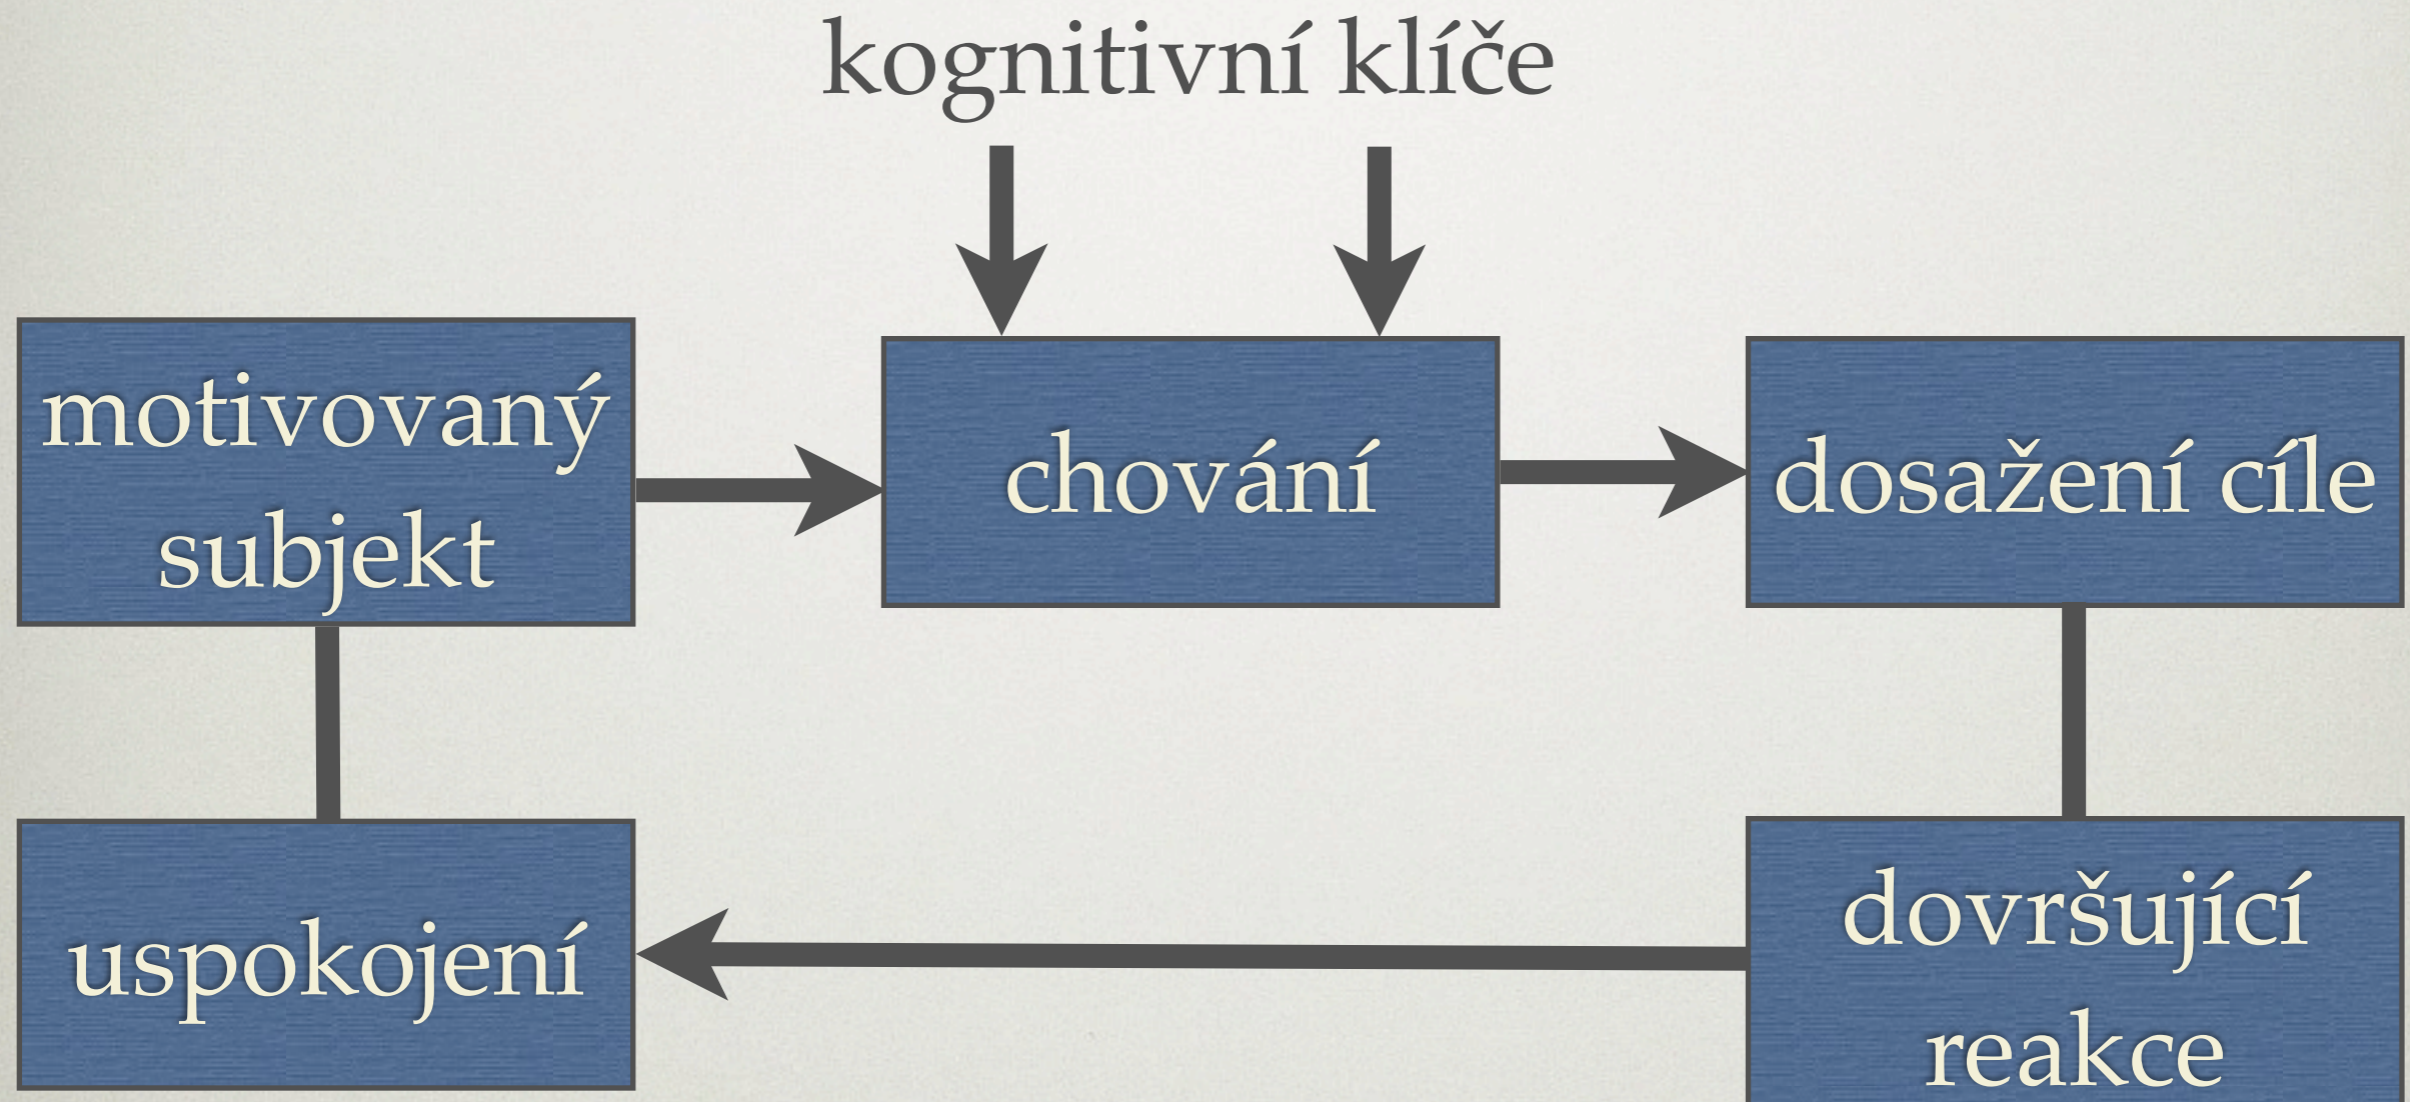 kognitivní klíče
motivovaný
subjekt
chování
dosažení cíle
uspokojení
dovršující
reakce